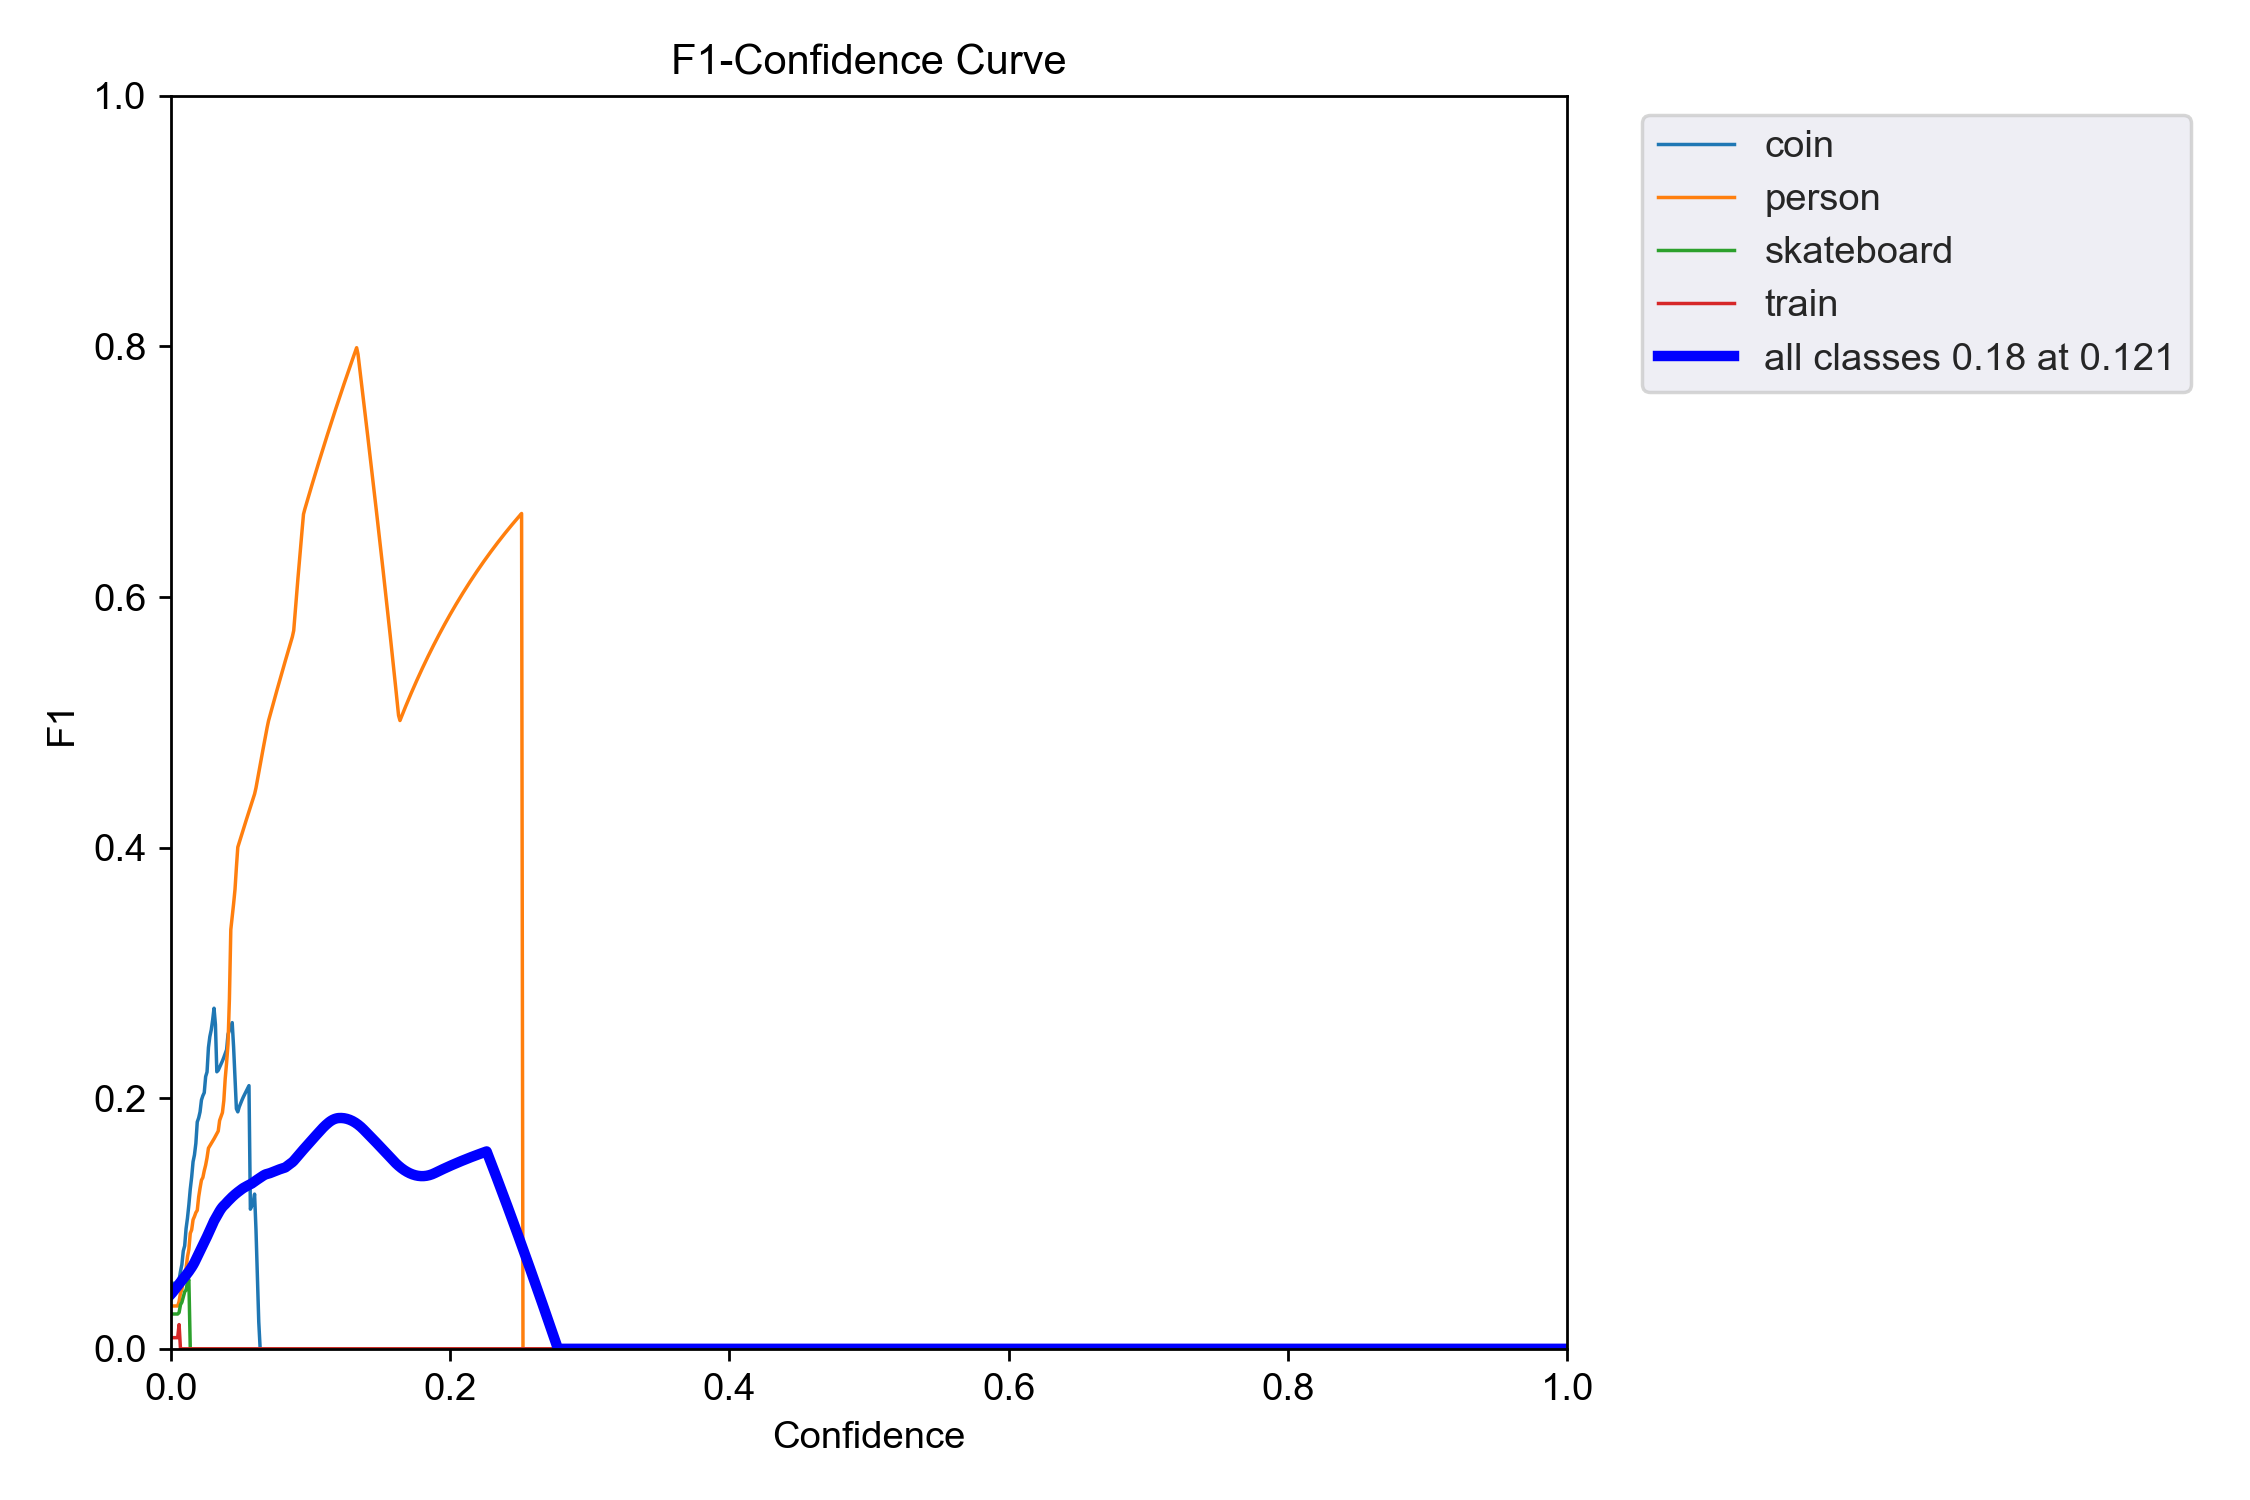 F1-Confidence Curve
1.0
0.8
0.6
0.4
0.2
0.0
F1
0.0 0.2 0.4 0.6 0.8 1.0
Confidence
coin
person
skateboard
train
all classes 0.18 at 0.121